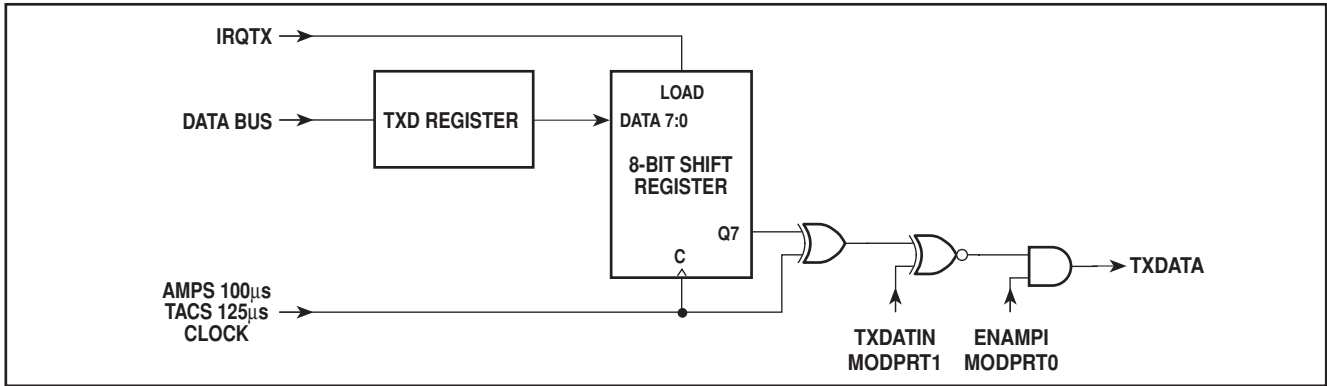 IRQTX
LOAD
DATA BUS
TXD REGISTER
DATA 7:0
8-BIT SHIFT
REGISTER
Q7
C
AMPS 100µs
TACS 125µs
CLOCK
TXDATIN
MODPRT1
ENAMPI
MODPRT0
TXDATA